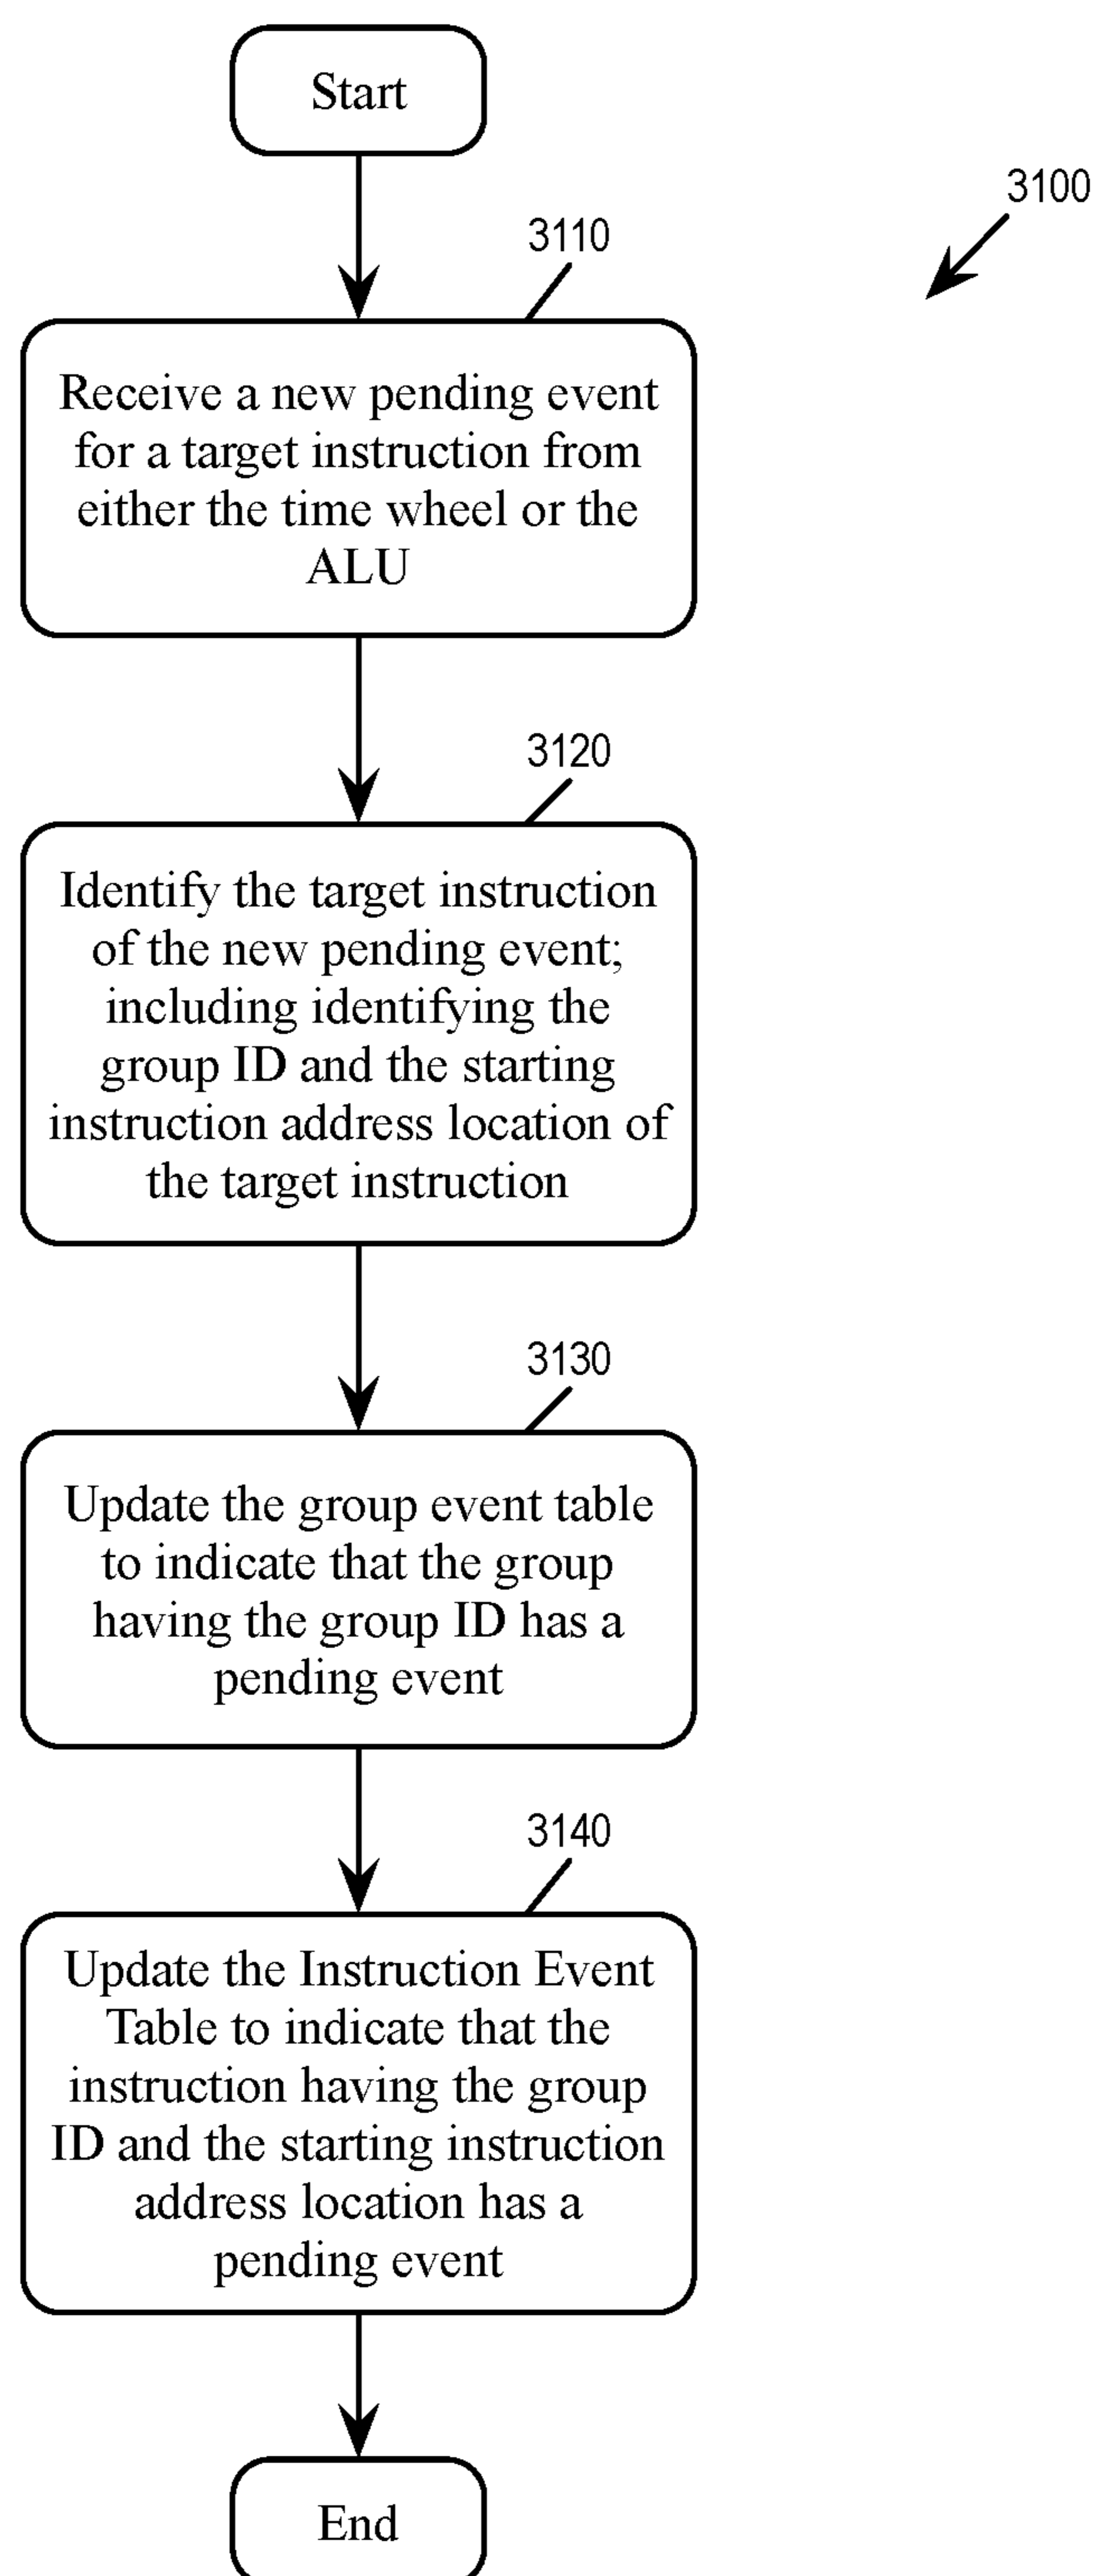 Start
3100
3110
Receive a new pending event
for a target instruction from
either the time wheel or the
ALU
3120
Identify the target instruction
of the new pending event;
including identifying the
group ID and the starting
instruction address location of
the target instruction
3130
Update the group event table
to indicate that the group
having the group ID has a
pending event
3140
Update the Instruction Event
Table to indicate that the
instruction having the group
ID and the starting instruction
address location has a
pending event
End